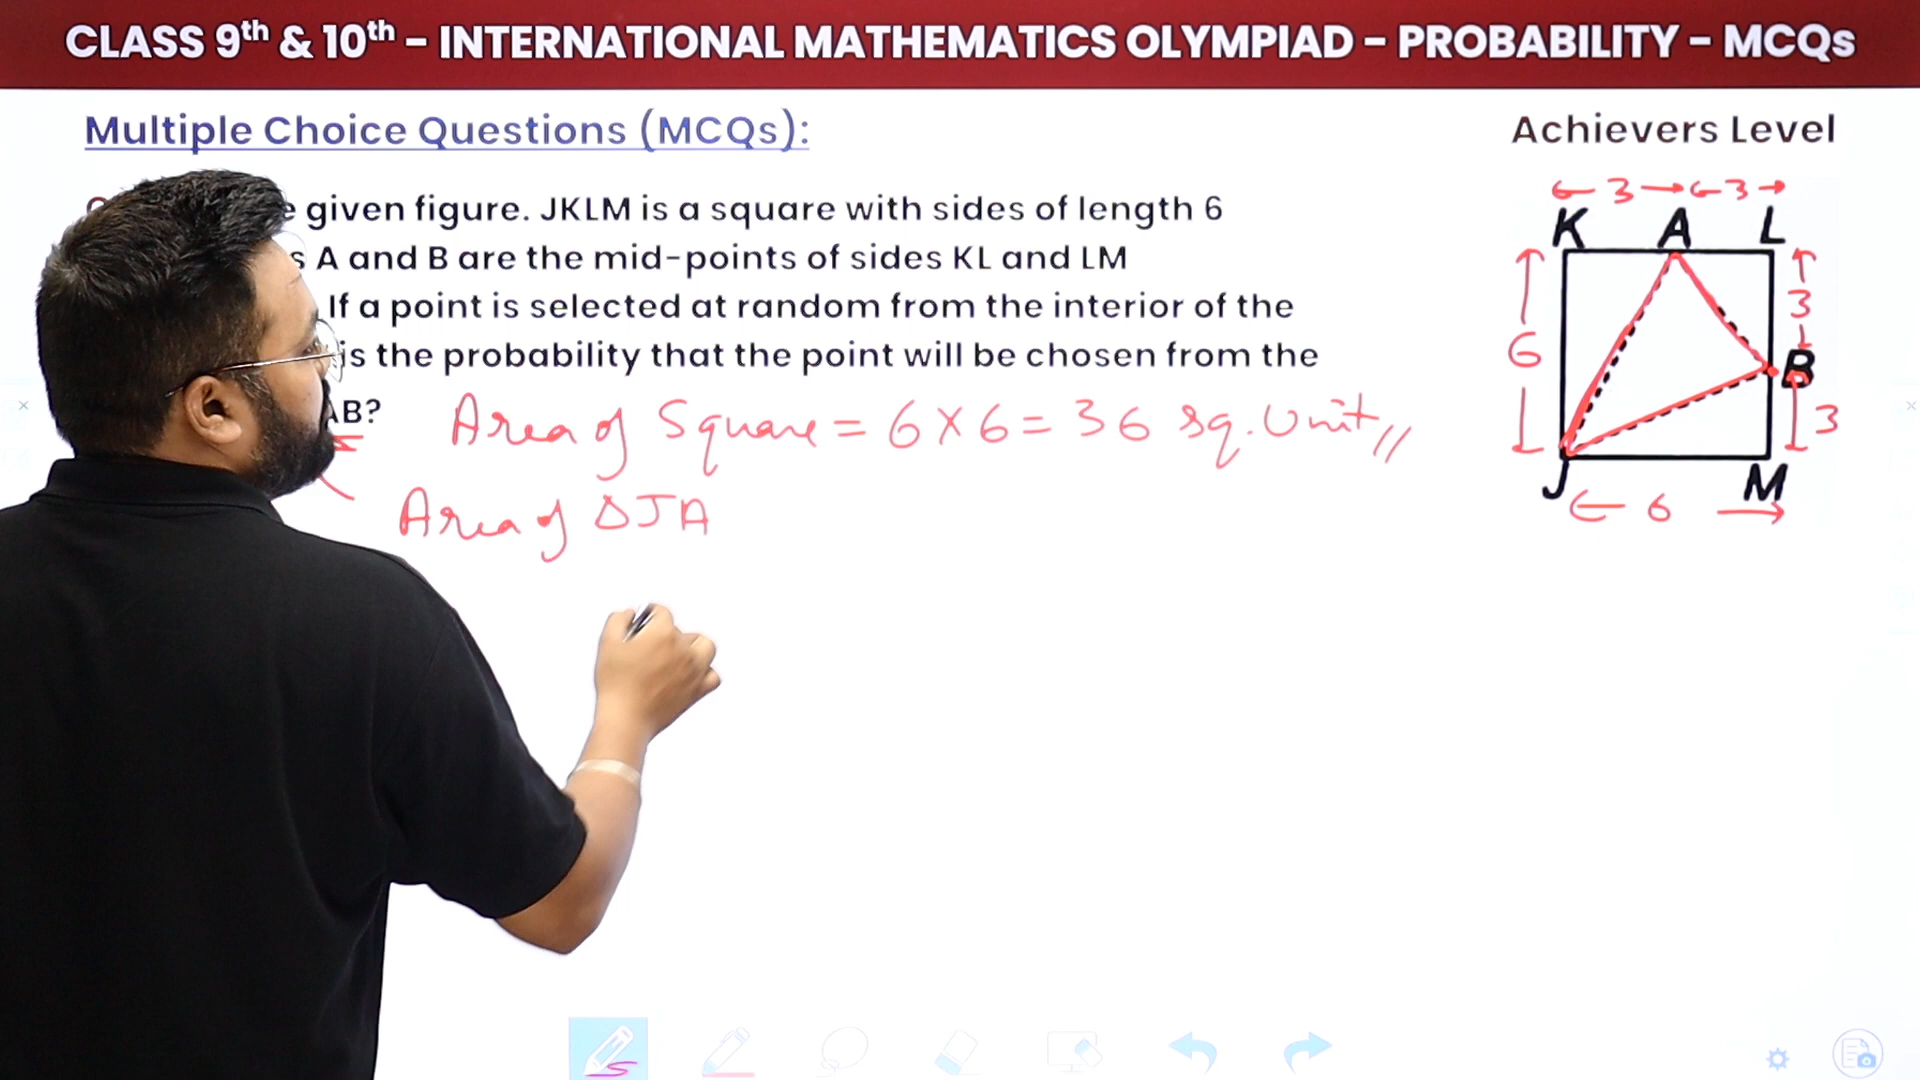 CLASS 9th & 10th - INTERNATIONAL MATHEMATICS OLYMPIAD - PROBABILITY - MCQs
Multiple Choice Questions (MCQs):
Achievers Level
given figure. JKLM is a square with sides of length 6
A and B are the mid-points of sides KL and LM
If a point is selected at random from the interior of the
is the probability that the point will be chosen from the
AB?
Area of Square = 6 × 6 = 36 sq. Unit //
Area of ΔJA
← 3 → ← 3 →
K A L
6
3
B
3
J M
← 6 →